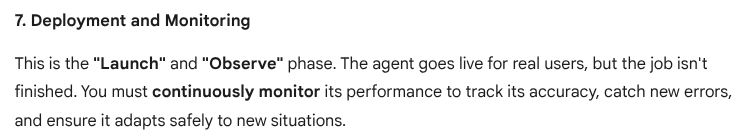 7. Deployment and Monitoring
This is the "Launch" and "Observe" phase. The agent goes live for real users, but the job isn't
finished. You must continuously monitor its performance to track its accuracy, catch new errors,
and ensure it adapts safely to new situations.